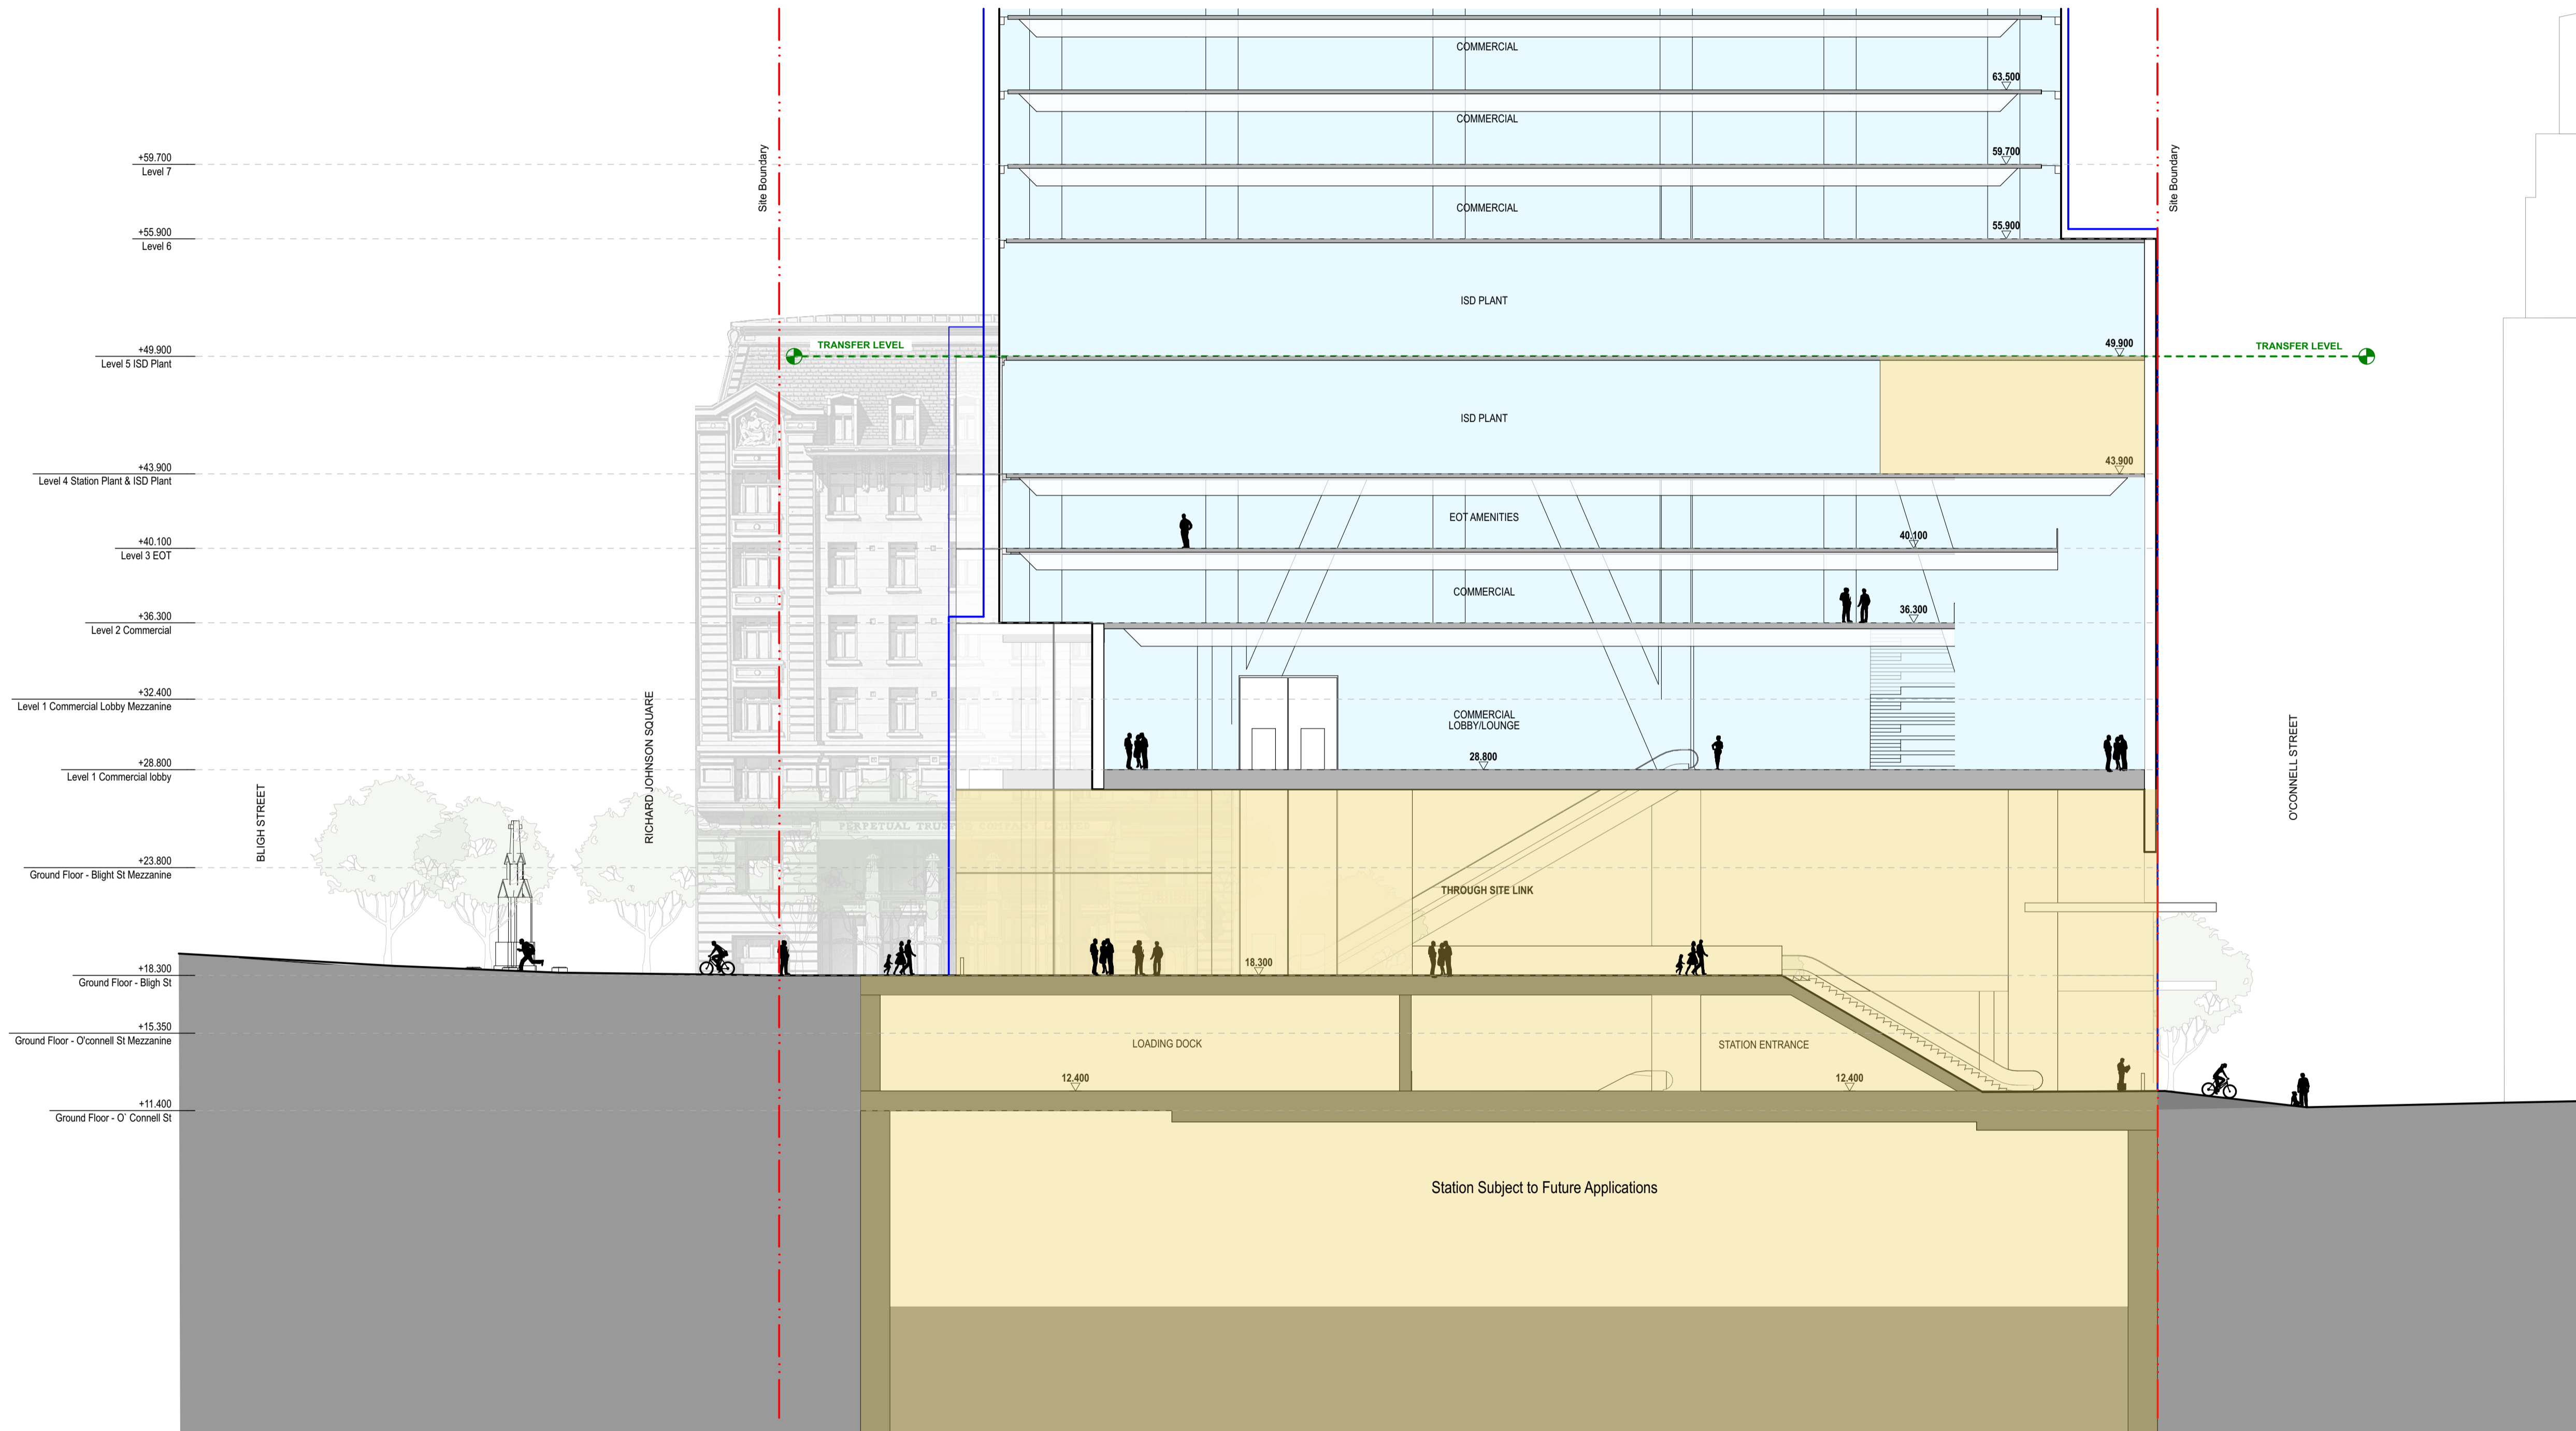 COMMERCIAL
63.500
COMMERCIAL
+59.700
Level 7
Site Boundary
59.700
Site Boundary
COMMERCIAL
+55.900
Level 6
55.900
ISD PLANT
+49.900
Level 5 ISD Plant
TRANSFER LEVEL
49.900
TRANSFER LEVEL
ISD PLANT
+43.900
Level 4 Station Plant & ISD Plant
43.900
EOT AMENITIES
+40.100
Level 3 EOT
40.100
COMMERCIAL
+36.300
Level 2 Commercial
36.300
+32.400
Level 1 Commercial Lobby Mezzanine
COMMERCIAL
LOBBY/LOUNGE
28.800
+28.800
Level 1 Commercial lobby
BLIGH STREET
RICHARD JOHNSON SQUARE
O'CONNELL STREET
PERPETUAL TRUST COMPANY
+23.800
Ground Floor - Blight St Mezzanine
THROUGH SITE LINK
+18.300
Ground Floor - Bligh St
18.300
+15.350
Ground Floor - O'connell St Mezzanine
LOADING DOCK
STATION ENTRANCE
12.400
12.400
+11.400
Ground Floor - O` Connell St
Station Subject to Future Applications